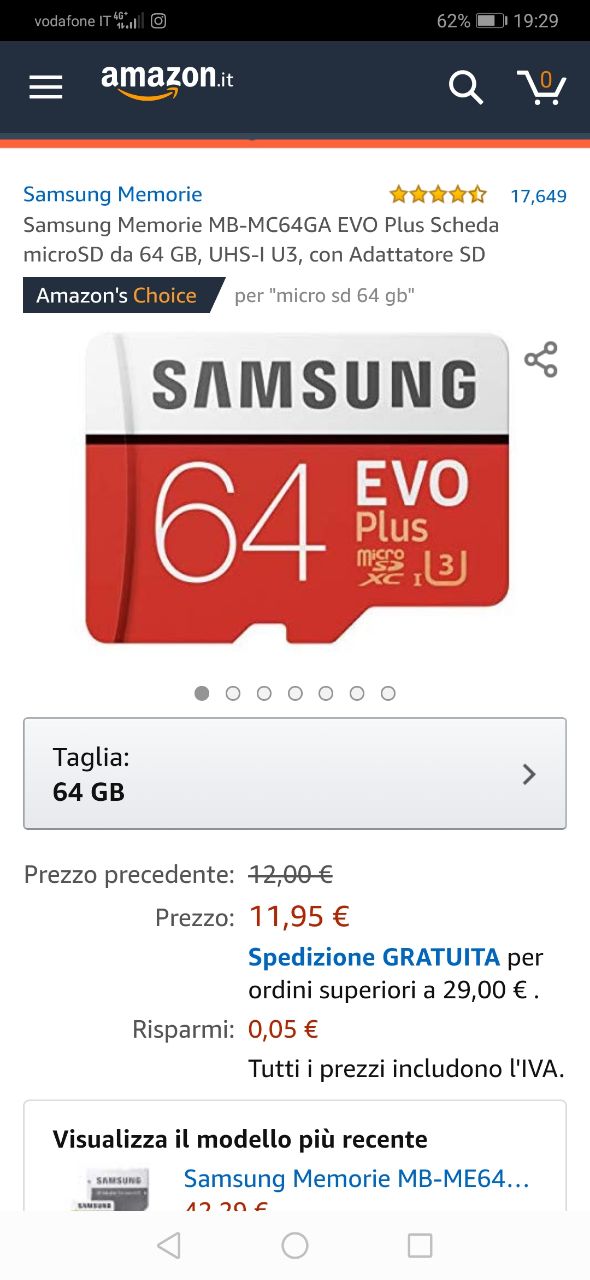 vodafone IT 4G+ 62% 19:29
amazon.it 0
Samsung Memorie 17,649
Samsung Memorie MB-MC64GA EVO Plus Scheda
microSD da 64 GB, UHS-I U3, con Adattatore SD
Amazon's Choice per "micro sd 64 gb"
SAMSUNG
64 EVO
Plus
micro SD XC I U3
Taglia:
64 GB
Prezzo precedente: 12,00 €
Prezzo: 11,95 €
Spedizione GRATUITA per
ordini superiori a 29,00 € .
Risparmi: 0,05 €
Tutti i prezzi includono l'IVA.
Visualizza il modello più recente
SAMSUNG
SAMSUNG
Samsung Memorie MB-ME64...
42,29 €